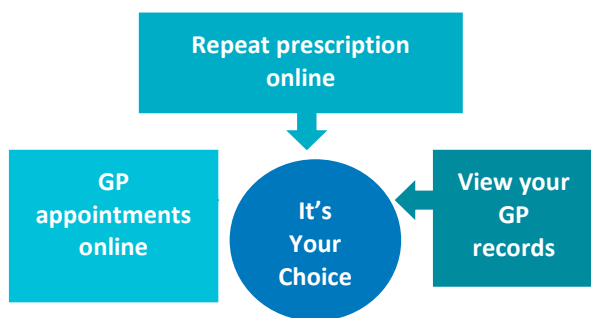 Repeat prescription
online
GP
appointments
online
It’s
Your
Choice
View your
GP
records